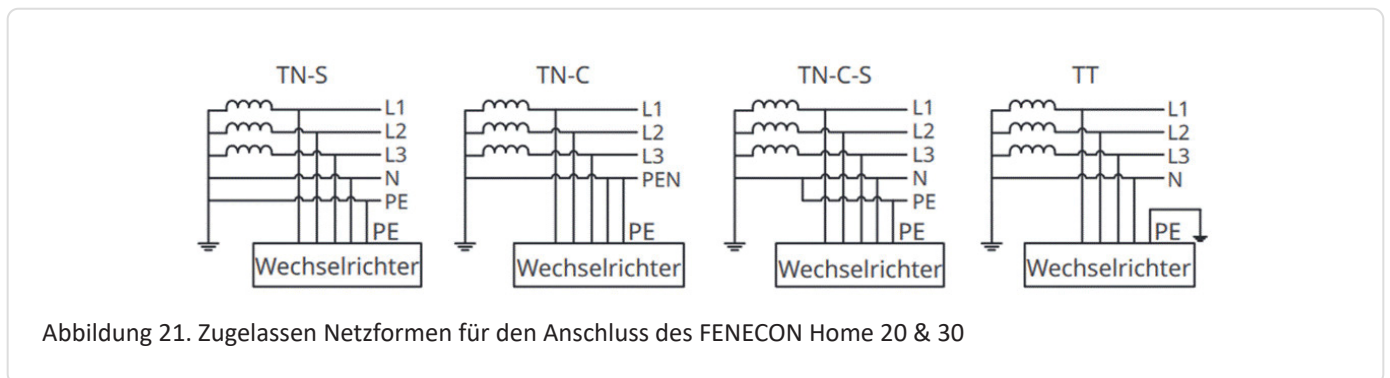 TN-S
L1
L2
L3
N
PE
PE
Wechselrichter
TN-C
L1
L2
L3
PEN
PE
Wechselrichter
TN-C-S
L1
L2
L3
N
PE
PE
Wechselrichter
TT
L1
L2
L3
N
PE
Wechselrichter
Abbildung 21. Zugelassen Netzformen für den Anschluss des FENECON Home 20 & 30